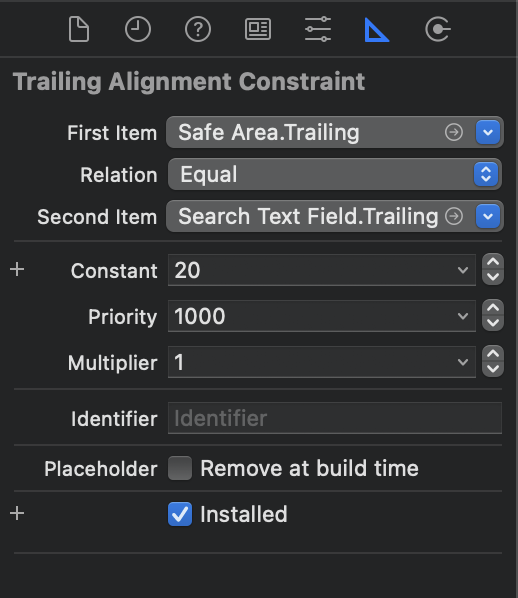 Trailing Alignment Constraint
First Item Safe Area.Trailing
Relation Equal
Second Item Search Text Field.Trailing
Constant 20
Priority 1000
Multiplier 1
Identifier Identifier
Placeholder Remove at build time
Installed